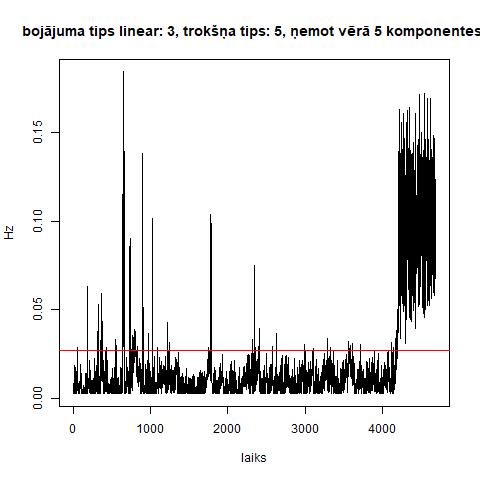 bojājuma tips linear: 3, trokšņa tips: 5, ņemot vērā 5 komponentes
0.15
0.10
0.05
0.00
Hz
0 1000 2000 3000 4000
laiks